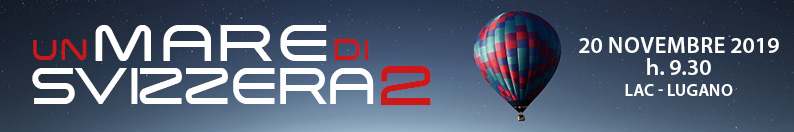 UN MARE DI
SVIZZERA 2
20 NOVEMBRE 2019
h. 9.30
LAC - LUGANO